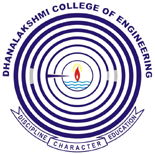 DHANALAKSHMI COLLEGE OF ENGINEERING
DISCIPLINE CHARACTER EDUCATION